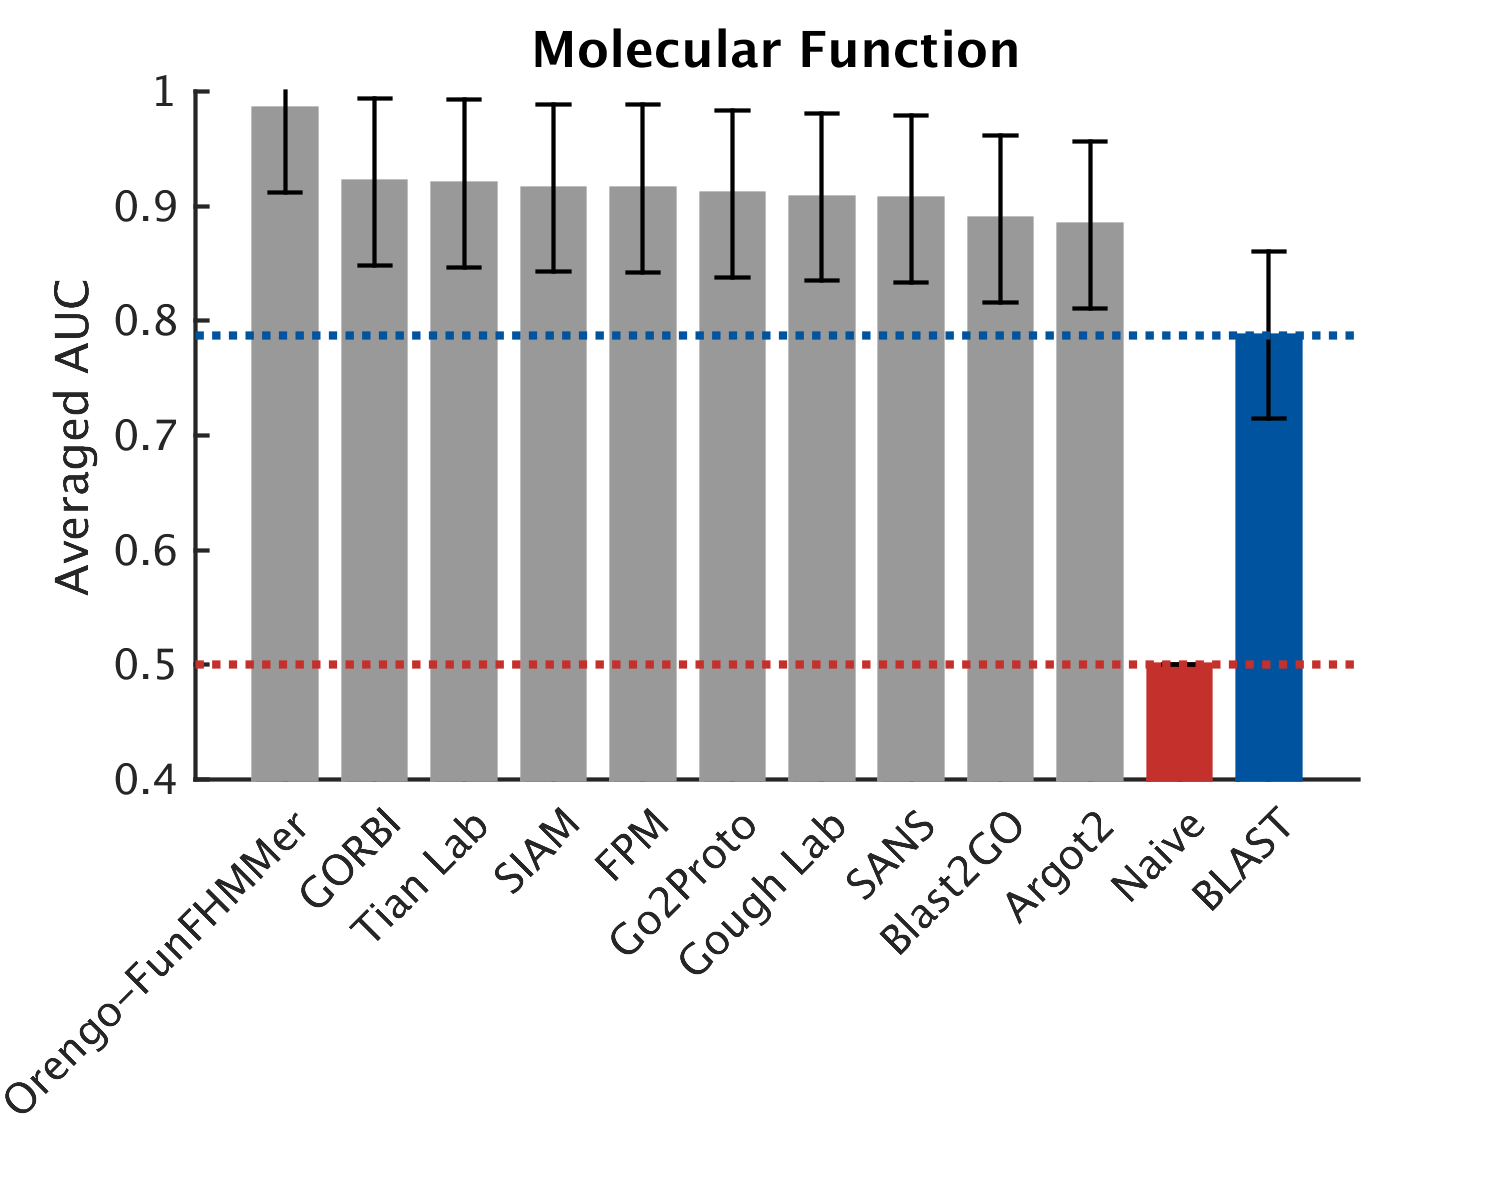 Molecular Function
Averaged AUC
1
0.9
0.8
0.7
0.6
0.5
0.4
Orengo-FunFHMMer
GORBI
Tian Lab
SIAM
FPM
Go2Proto
Gough Lab
SANS
Blast2GO
Argot2
Naive
BLAST